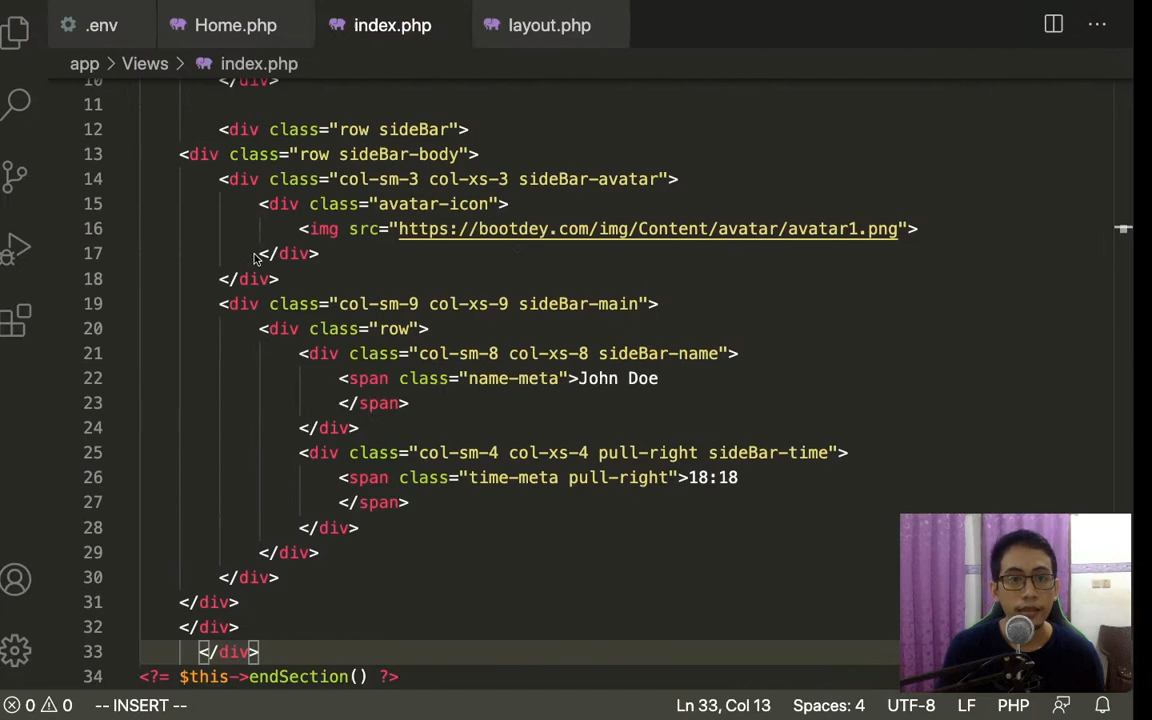 .env
Home.php
index.php
layout.php
app > Views > index.php
10 </div>
11
12 <div class="row sideBar">
13 <div class="row sideBar-body">
14 <div class="col-sm-3 col-xs-3 sideBar-avatar">
15 <div class="avatar-icon">
16 <img src="https://bootdey.com/img/Content/avatar/avatar1.png">
17 </div>
18 </div>
19 <div class="col-sm-9 col-xs-9 sideBar-main">
20 <div class="row">
21 <div class="col-sm-8 col-xs-8 sideBar-name">
22 <span class="name-meta">John Doe
23 </span>
24 </div>
25 <div class="col-sm-4 col-xs-4 pull-right sideBar-time">
26 <span class="time-meta pull-right">18:18
27 </span>
28 </div>
29 </div>
30 </div>
31 </div>
32 </div>
33 </div>
34 <?= $this->endSection() ?>
0 0 -- INSERT -- Ln 33, Col 13 Spaces: 4 UTF-8 LF PHP